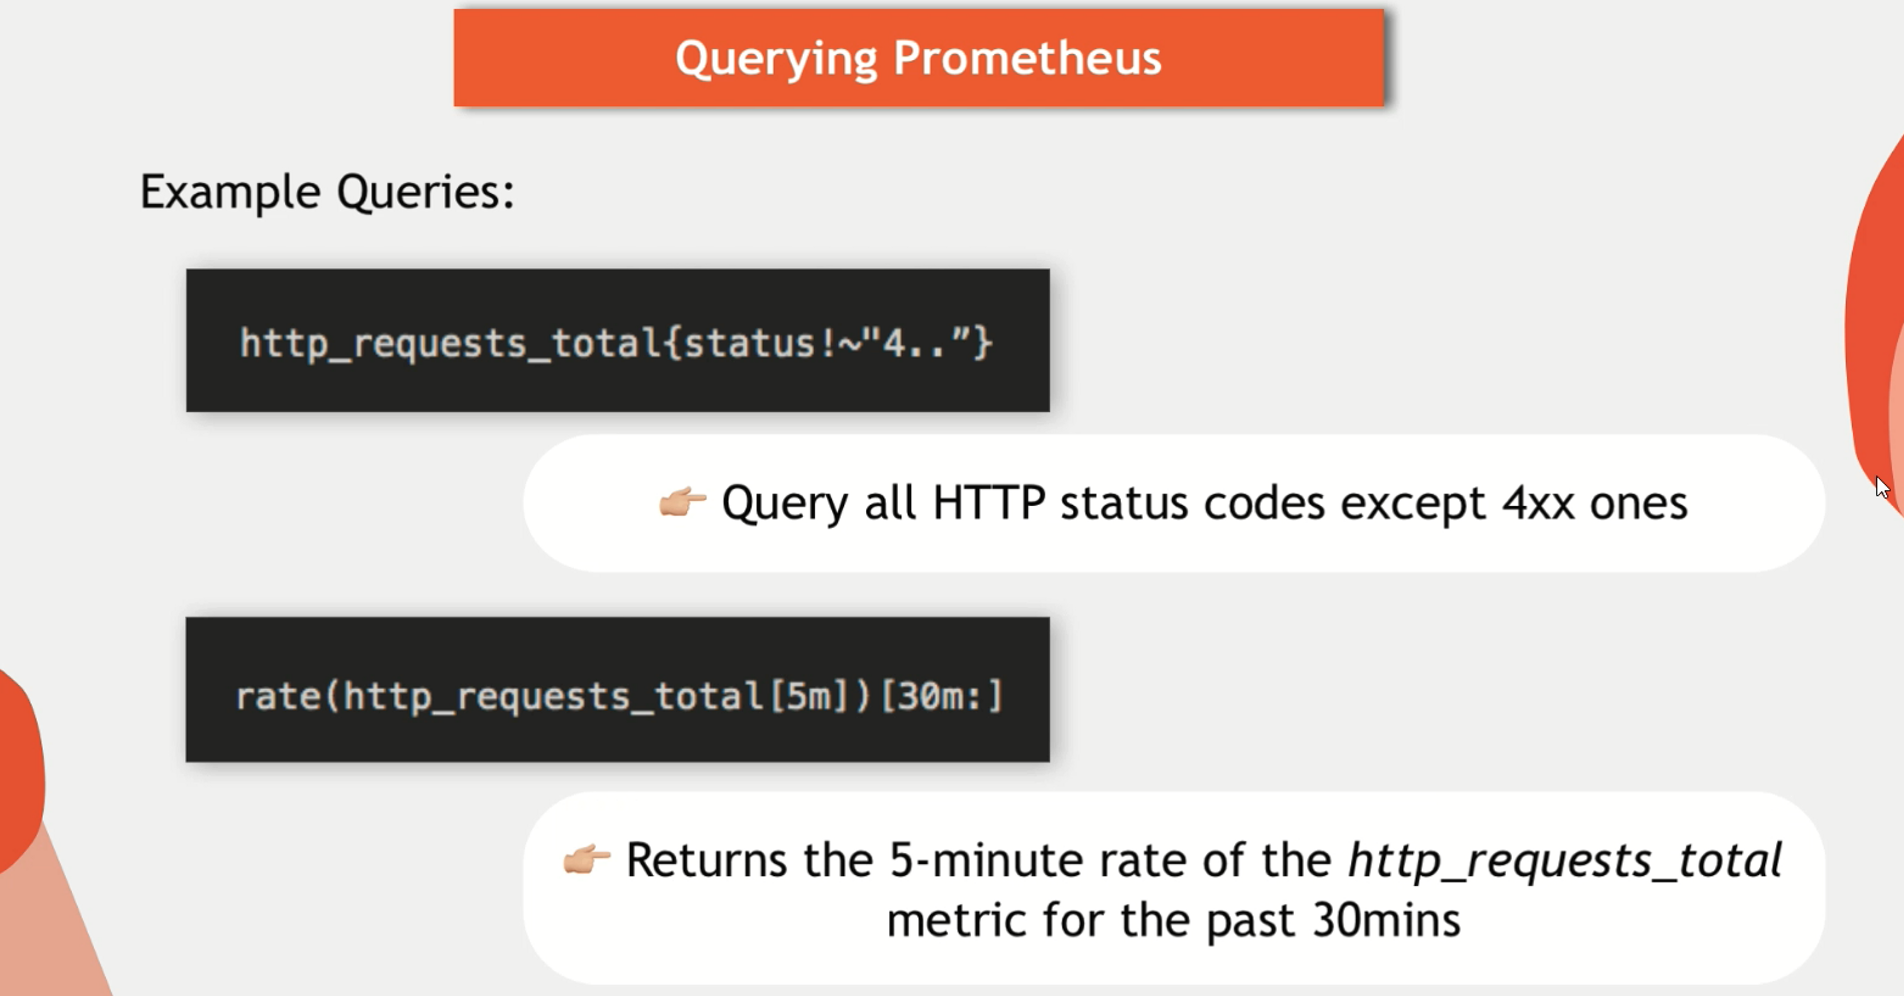 Querying Prometheus
Example Queries:
http_requests_total{status!~"4..”}
👉🏼 Query all HTTP status codes except 4xx ones
rate(http_requests_total[5m])[30m:]
👉🏼 Returns the 5-minute rate of the http_requests_total
metric for the past 30mins